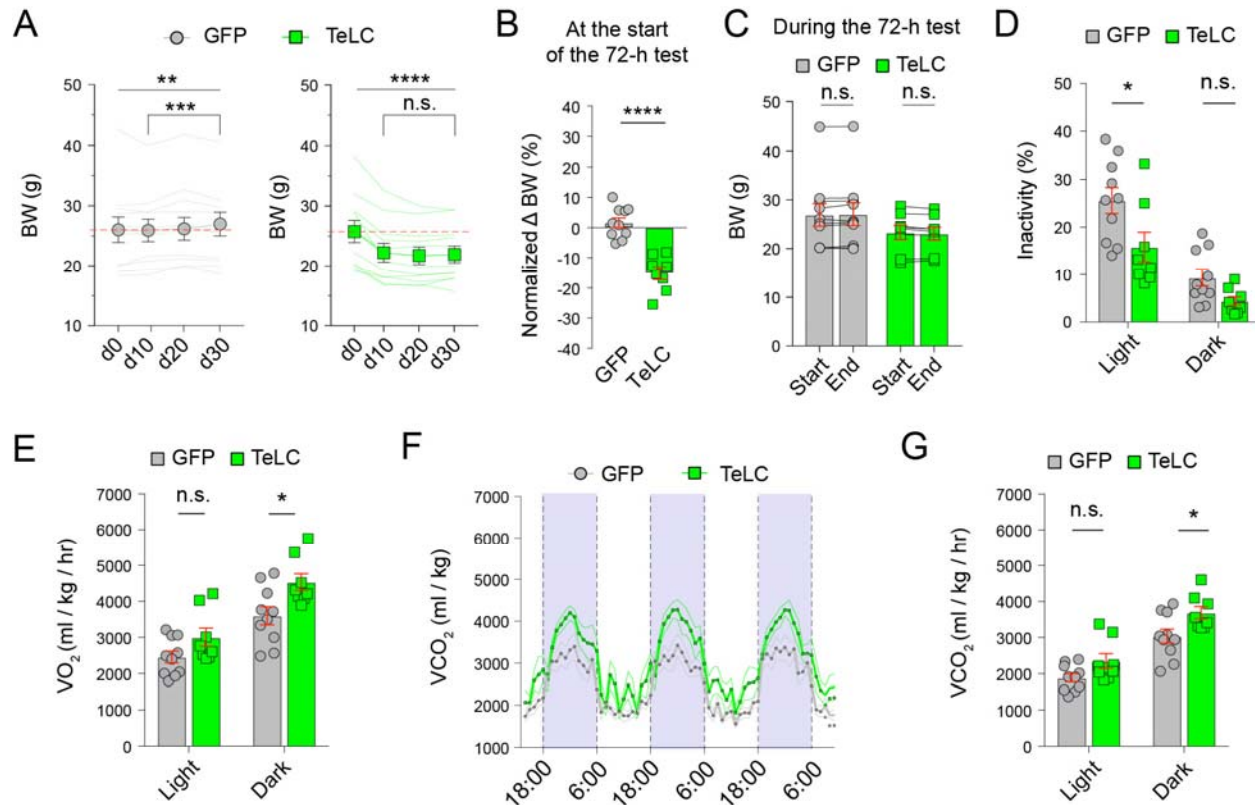 A
GFP
TeLC
**
***
****
n.s.
BW (g)
50
40
30
20
10
d0
d10
d20
d30
BW (g)
50
40
30
20
10
d0
d10
d20
d30
B
At the start
of the 72-h test
****
Normalized Δ BW (%)
40
30
20
10
0
-10
-20
-30
-40
GFP
TeLC
C
During the 72-h test
GFP
TeLC
n.s.
n.s.
BW (g)
50
40
30
20
10
0
Start
End
Start
End
D
GFP
TeLC
*
n.s.
Inactivity (%)
50
40
30
20
10
0
Light
Dark
E
GFP
TeLC
n.s.
*
VO2 (ml / kg / hr)
7000
6000
5000
4000
3000
2000
1000
0
Light
Dark
F
GFP
TeLC
VCO2 (ml / kg)
7000
6000
5000
4000
3000
2000
1000
18:00
6:00
18:00
6:00
18:00
6:00
G
GFP
TeLC
n.s.
*
VCO2 (ml / kg / hr)
7000
6000
5000
4000
3000
2000
1000
0
Light
Dark